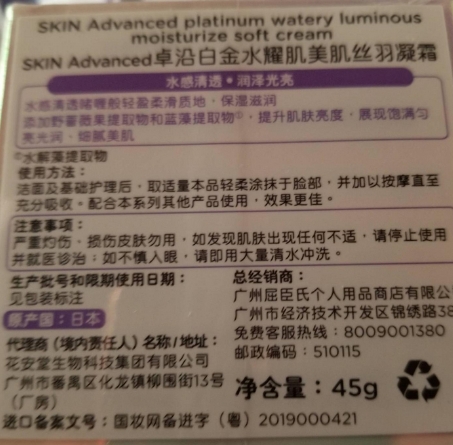 SKIN Advanced platinum watery luminous
moisturize soft cream
SKIN Advanced卓沿白金水耀肌美肌丝羽凝霜
水感清透•润泽光亮
水感清透啫喱般轻盈柔滑质地，保湿滋润
添加野蔷薇果提取物和蓝藻提取物①，提升肌肤亮度，展现饱满匀
亮光润、细腻美肌
①水解藻提取物
使用方法：
洁面及基础护理后，取适量本品轻柔涂抹于脸部，并加以按摩直至
充分吸收。配合本系列其他产品使用，效果更佳。
注意事项：
严重灼伤、损伤皮肤勿用，如发现肌肤出现任何不适，请停止使用
并就医诊治；如不慎入眼，请即用大量清水冲洗。
生产批号和限期使用日期：
见包装标注
原产国：日本
代理商（境内责任人）名称/地址：
花安堂生物科技集团有限公司
广州市番禺区化龙镇柳围街13号
（厂房）
进口备案文号：国妆网备进字（粤）2019000421
总经销商：
广州屈臣氏个人用品商店有限公
广州市经济技术开发区锦绣路38
免费客服热线：8009001380
邮政编码：510115
净含量：45g